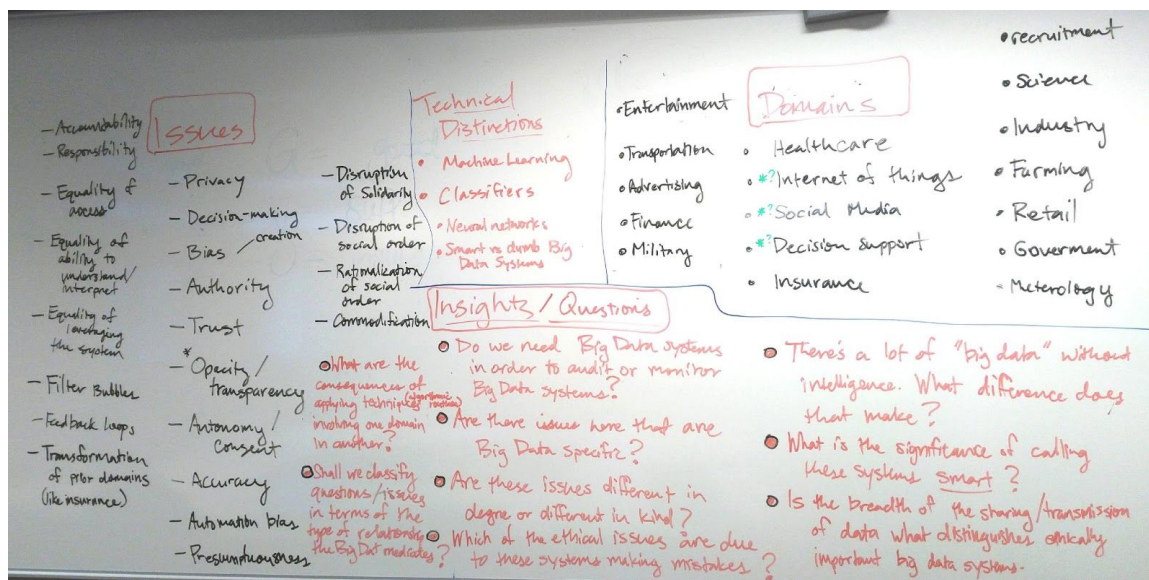 Issues
– Accountability
– Responsibility
– Equality of
access
– Equality of
ability to
understand/
interpret
– Equality of
leveraging
the system
– Filter Bubbles
– Feedback loops
– Transformation
of prior domains
(like insurance)
– Privacy
– Decision-making
/creation
– Bias
– Authority
– Trust
* – Opacity/
transparency
– Autonomy/
Consent
– Accuracy
– Automation bias
– Presumptuousness
– Disruption
of Solidarity
– Disruption of
social order
– Rationalization
of social
order
– Commodification
Technical
Distinctions
• Machine Learning
• Classifiers
• Neural networks
• Smart vs dumb Big
Data Systems
Domains
• Entertainment
• Transportation
• Advertising
• Finance
• Military
• Healthcare
• *? Internet of things
• *? Social Media
• *? Decision Support
• Insurance
• recruitment
• Science
• Industry
• Farming
• Retail
• Goverment
• Meterology
Insights / Questions
• What are the
consequences of
applying techniques (algorithmic routines)
involving one domain
in another?
• Shall we classify
questions/issues
in terms of the
type of relationship
the Big Dat mediates?
• Do we need Big Data systems
in order to audit or monitor
Big Data systems?
• Are there issues here that are
Big Data specific?
• Are these issues different in
degree or different in kind?
• Which of the ethical issues are due
to these systems making mistakes?
• There's a lot of "big data" without
intelligence. What difference does
that make?
• What is the significance of calling
these systems smart?
• Is the breadth of the sharing/transmission
of data what distinguishes ethically
important big data systems.